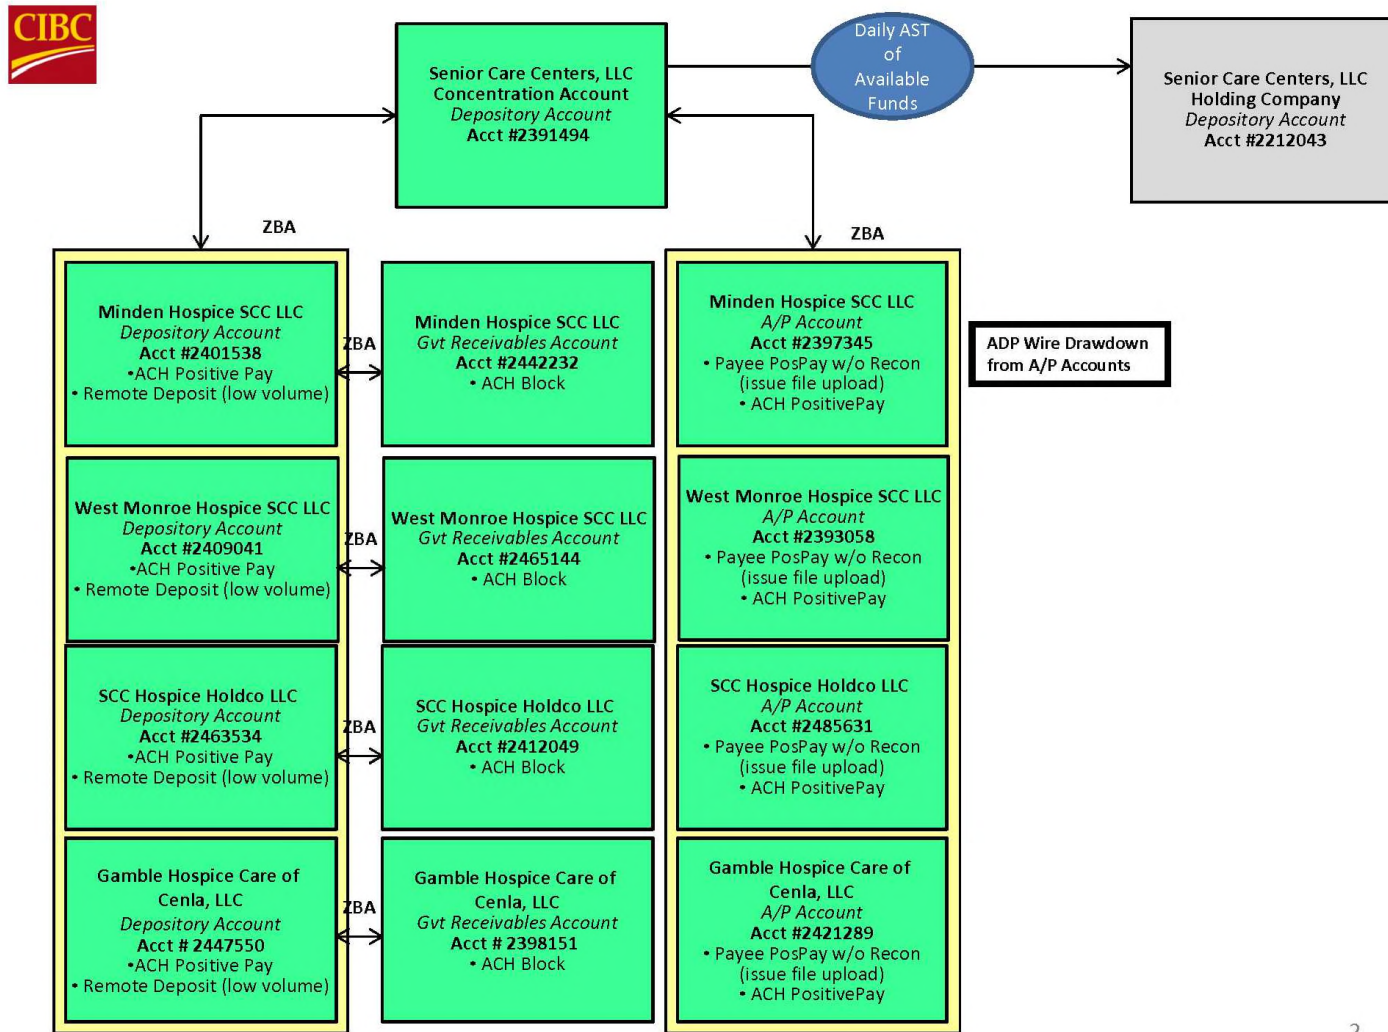 CIBC
Senior Care Centers, LLC
Concentration Account
Depository Account
Acct #2391494
Daily AST
of
Available
Funds
Senior Care Centers, LLC
Holding Company
Depository Account
Acct #2212043
ZBA
ZBA
Minden Hospice SCC LLC
Depository Account
Acct #2401538
•ACH Positive Pay
• Remote Deposit (low volume)
ZBA
Minden Hospice SCC LLC
Gvt Receivables Account
Acct #2442232
• ACH Block
Minden Hospice SCC LLC
A/P Account
Acct #2397345
• Payee PosPay w/o Recon
(issue file upload)
• ACH PositivePay
ADP Wire Drawdown
from A/P Accounts
West Monroe Hospice SCC LLC
Depository Account
Acct #2409041
•ACH Positive Pay
• Remote Deposit (low volume)
ZBA
West Monroe Hospice SCC LLC
Gvt Receivables Account
Acct #2465144
• ACH Block
West Monroe Hospice SCC LLC
A/P Account
Acct #2393058
• Payee PosPay w/o Recon
(issue file upload)
• ACH PositivePay
SCC Hospice Holdco LLC
Depository Account
Acct #2463534
•ACH Positive Pay
• Remote Deposit (low volume)
ZBA
SCC Hospice Holdco LLC
Gvt Receivables Account
Acct #2412049
• ACH Block
SCC Hospice Holdco LLC
A/P Account
Acct #2485631
• Payee PosPay w/o Recon
(issue file upload)
• ACH PositivePay
Gamble Hospice Care of
Cenla, LLC
Depository Account
Acct # 2447550
•ACH Positive Pay
• Remote Deposit (low volume)
ZBA
Gamble Hospice Care of
Cenla, LLC
Gvt Receivables Account
Acct # 2398151
• ACH Block
Gamble Hospice Care of
Cenla, LLC
A/P Account
Acct #2421289
• Payee PosPay w/o Recon
(issue file upload)
• ACH PositivePay
2